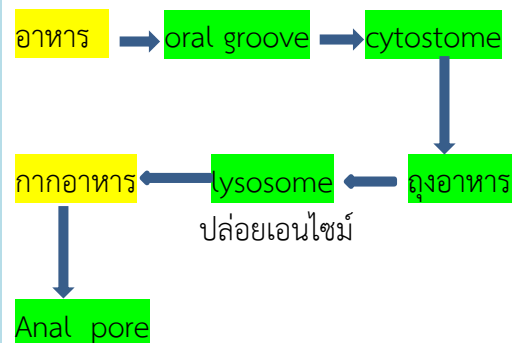 อาหาร
oral groove
cytostome
ถุงอาหาร
lysosome
ปล่อยเอนไซม์
กากอาหาร
Anal pore